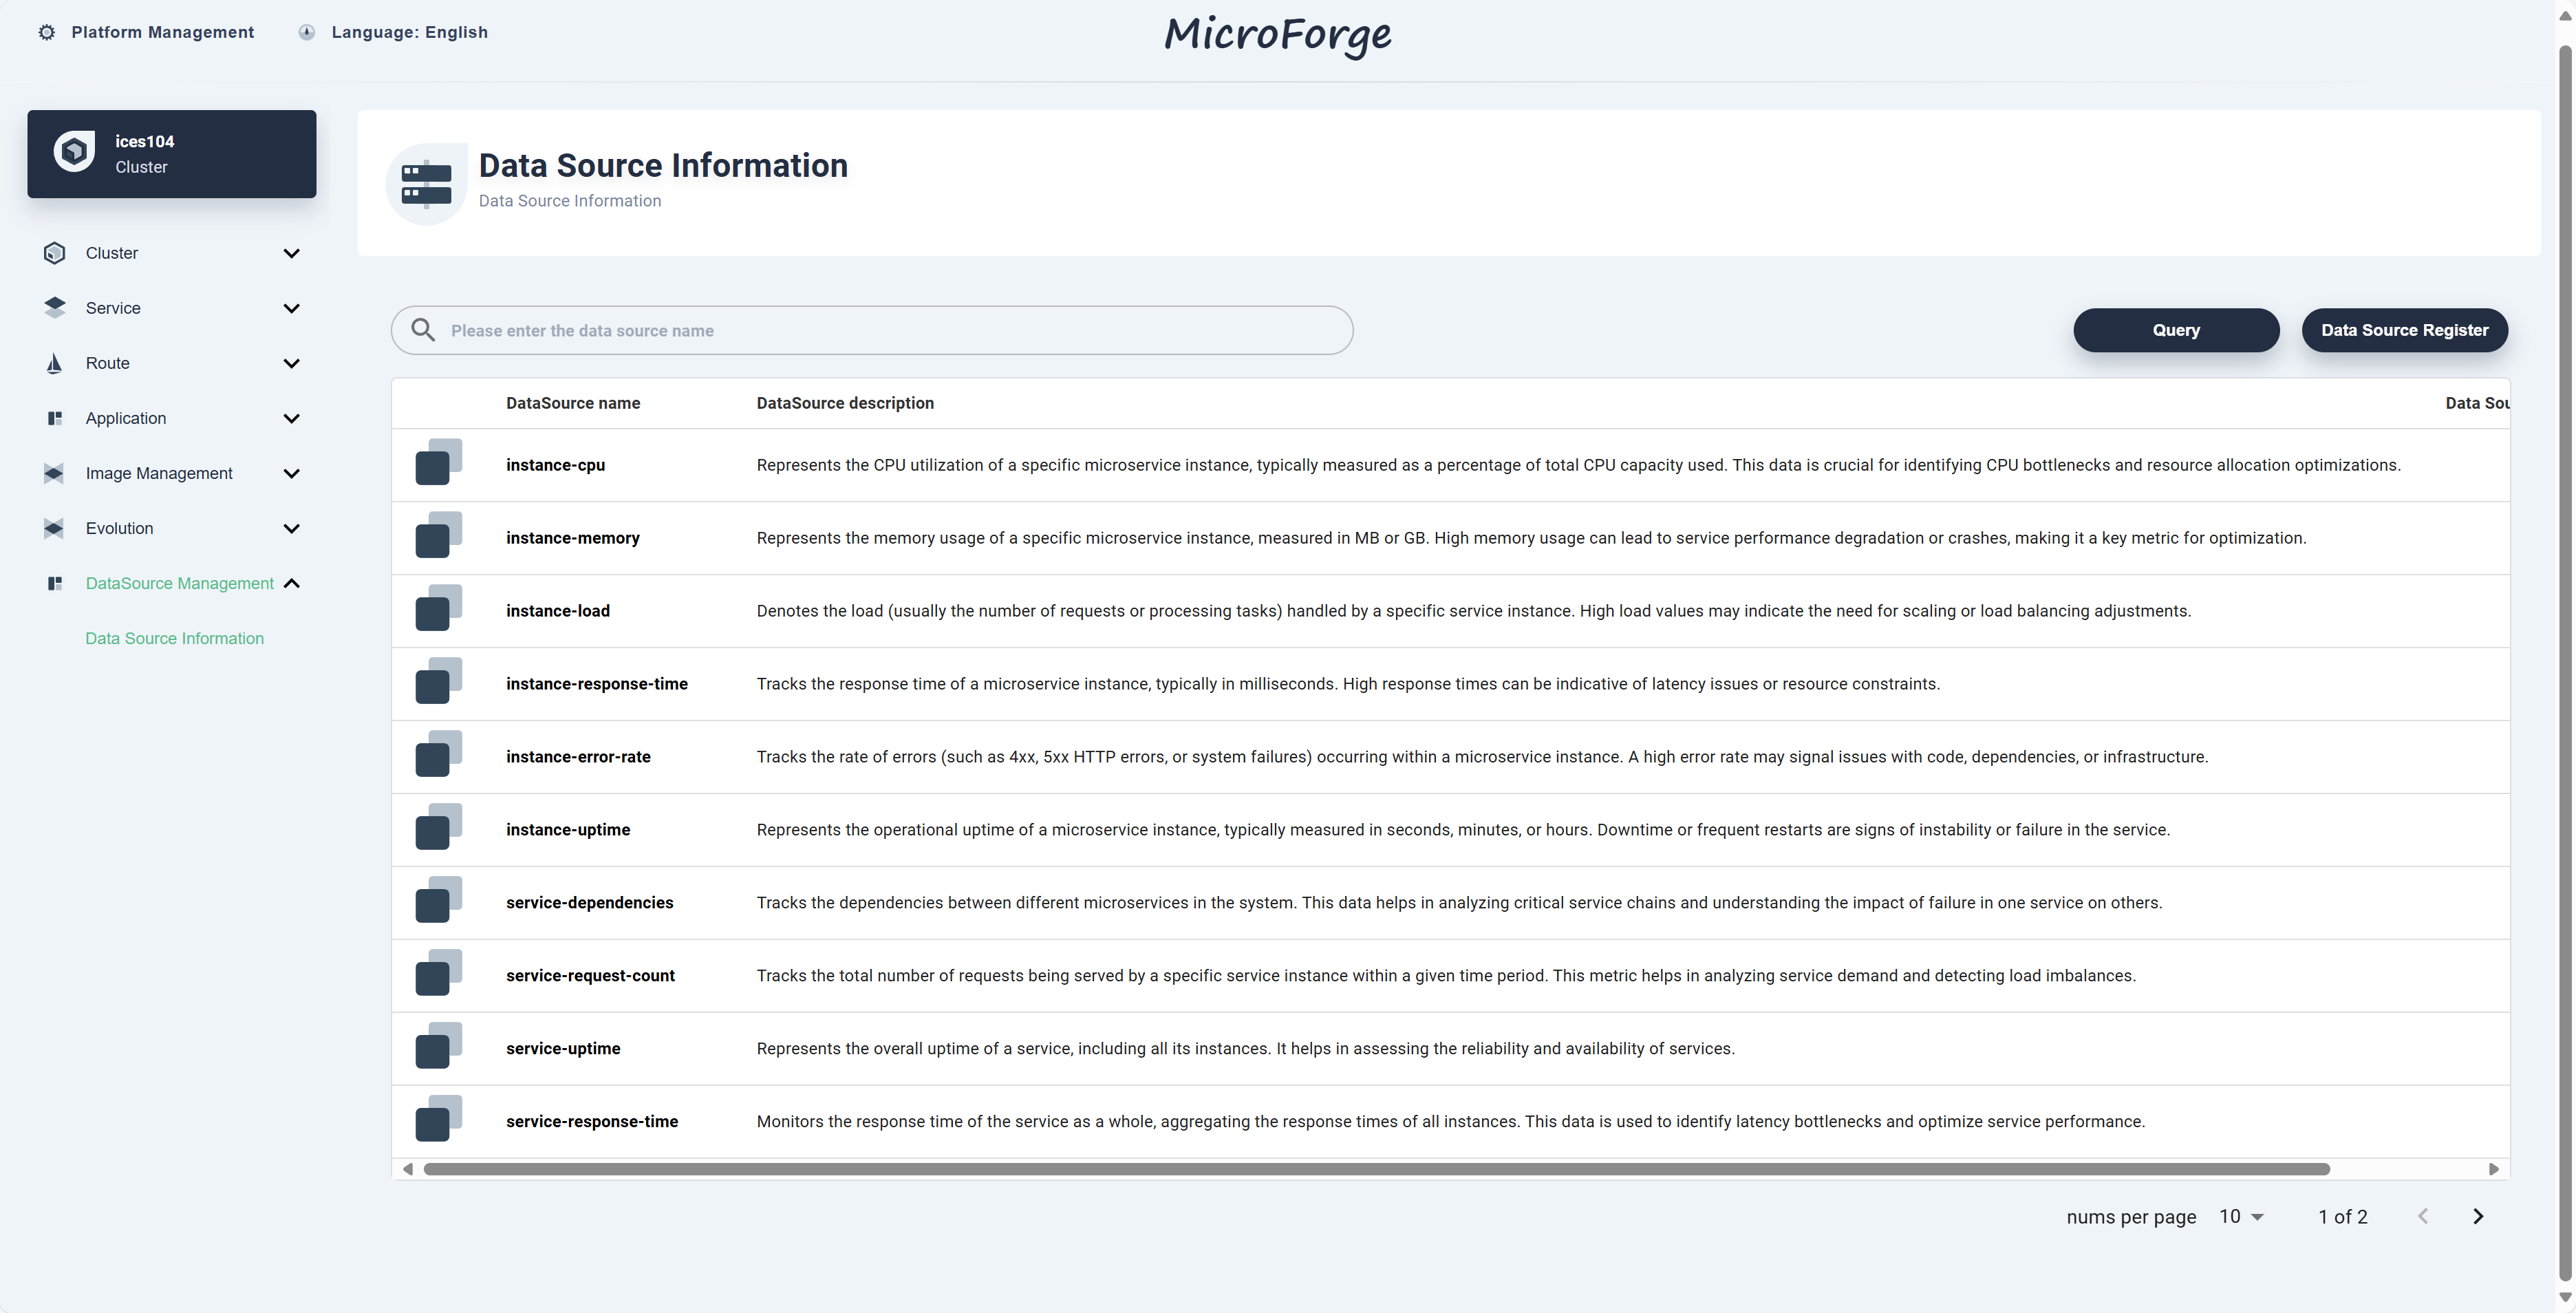 Platform Management Language: English MicroForge
ices104
Cluster
Cluster
Service
Route
Application
Image Management
Evolution
DataSource Management
Data Source Information
Data Source Information
Data Source Information
Please enter the data source name Query Data Source Register
DataSource name DataSource description Data Sou
instance-cpu Represents the CPU utilization of a specific microservice instance, typically measured as a percentage of total CPU capacity used. This data is crucial for identifying CPU bottlenecks and resource allocation optimizations.
instance-memory Represents the memory usage of a specific microservice instance, measured in MB or GB. High memory usage can lead to service performance degradation or crashes, making it a key metric for optimization.
instance-load Denotes the load (usually the number of requests or processing tasks) handled by a specific service instance. High load values may indicate the need for scaling or load balancing adjustments.
instance-response-time Tracks the response time of a microservice instance, typically in milliseconds. High response times can be indicative of latency issues or resource constraints.
instance-error-rate Tracks the rate of errors (such as 4xx, 5xx HTTP errors, or system failures) occurring within a microservice instance. A high error rate may signal issues with code, dependencies, or infrastructure.
instance-uptime Represents the operational uptime of a microservice instance, typically measured in seconds, minutes, or hours. Downtime or frequent restarts are signs of instability or failure in the service.
service-dependencies Tracks the dependencies between different microservices in the system. This data helps in analyzing critical service chains and understanding the impact of failure in one service on others.
service-request-count Tracks the total number of requests being served by a specific service instance within a given time period. This metric helps in analyzing service demand and detecting load imbalances.
service-uptime Represents the overall uptime of a service, including all its instances. It helps in assessing the reliability and availability of services.
service-response-time Monitors the response time of the service as a whole, aggregating the response times of all instances. This data is used to identify latency bottlenecks and optimize service performance.
nums per page 10 1 of 2